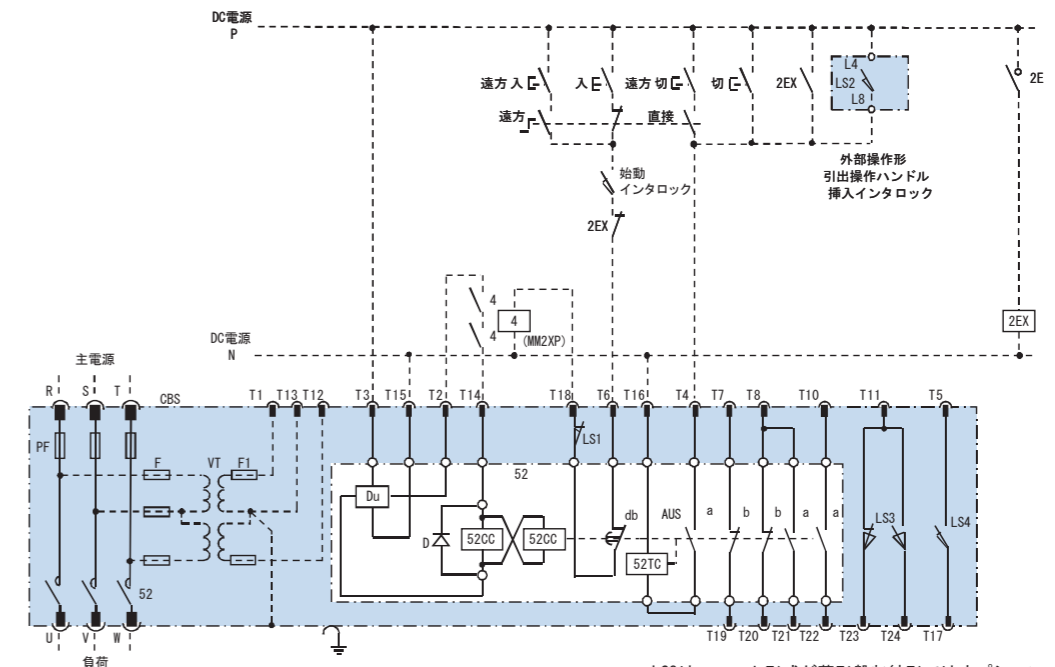 DC電源
P
遠方 入
入
遠方 切
切
2EX
L4
LS2
L8
2E
遠方
直接
外部操作形
引出操作ハンドル
挿入インタロック
始動
インタロック
2EX
4
4
4
(MM2XP)
2EX
DC電源
N
主電源
R S T
CBS
T1 T13 T12 T3 T15 T2 T14 T18 T6 T16 T4 T7 T8 T10 T11 T5
PF
F VT F1
LS1
52
Du
db
AUS
a
b
b
a
a
LS3
LS4
D
52CC
52CC
52TC
52
U V W
T19 T20 T21 T22 T23 T24 T17
負荷